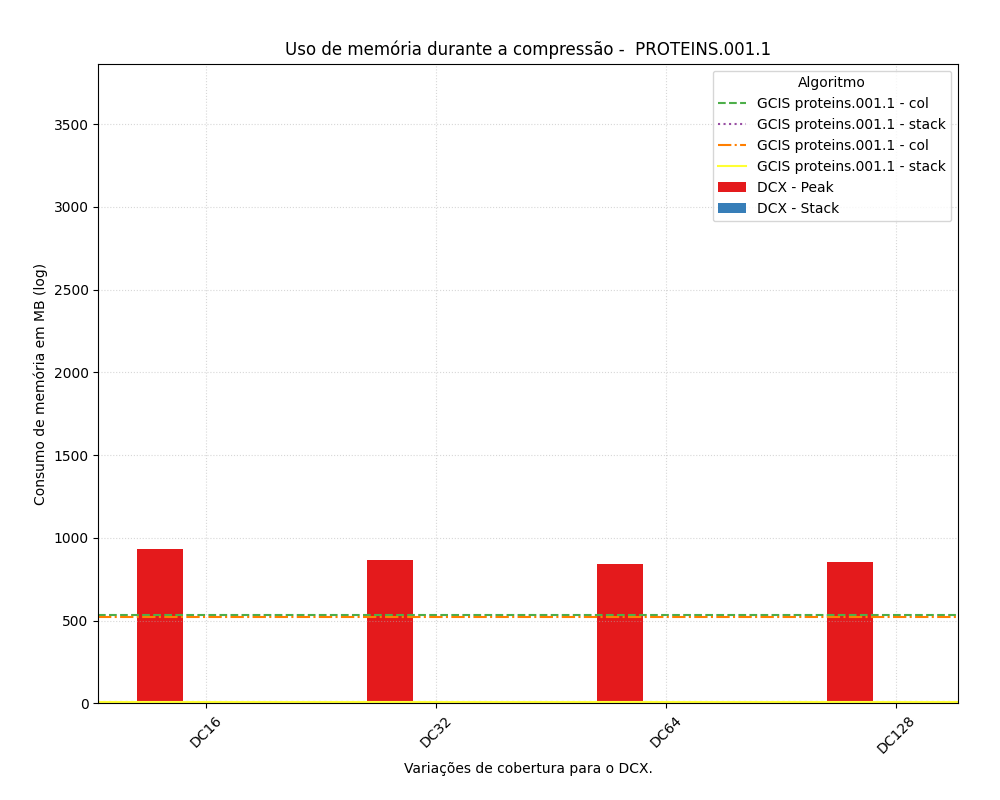 Uso de memória durante a compressão -  PROTEINS.001.1
Algoritmo
GCIS proteins.001.1 - col
GCIS proteins.001.1 - stack
GCIS proteins.001.1 - col
GCIS proteins.001.1 - stack
DCX - Peak
DCX - Stack
Consumo de memória em MB (log)
3500
3000
2500
2000
1500
1000
500
0
DC16
DC32
DC64
DC128
Variações de cobertura para o DCX.